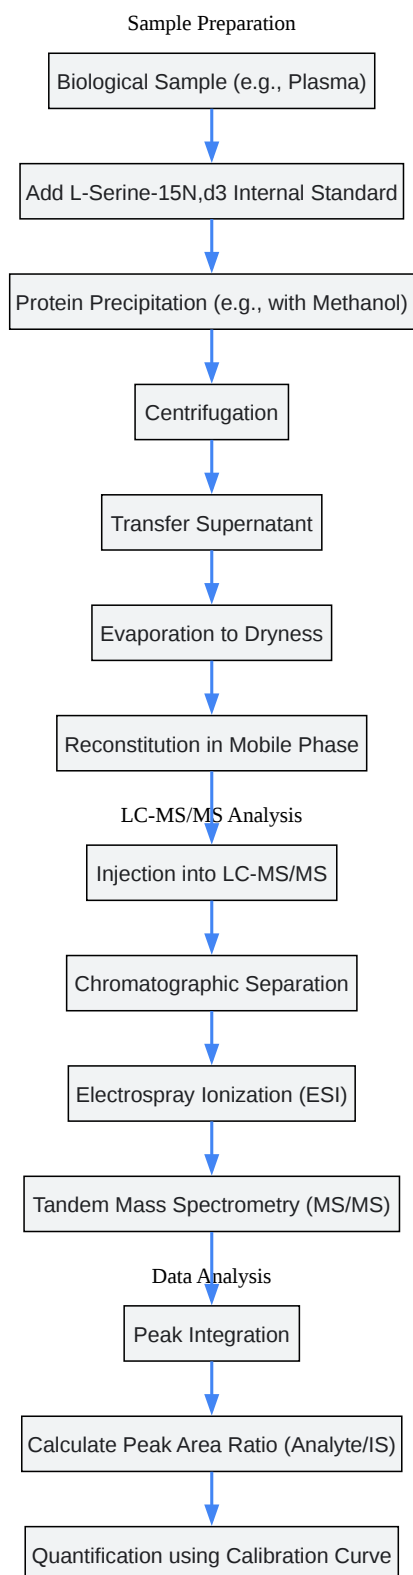 Sample Preparation
Biological Sample (e.g., Plasma)
Add L-Serine-15N,d3 Internal Standard
Protein Precipitation (e.g., with Methanol)
Centrifugation
Transfer Supernatant
Evaporation to Dryness
Reconstitution in Mobile Phase
LC-MS/MS Analysis
Injection into LC-MS/MS
Chromatographic Separation
Electrospray Ionization (ESI)
Tandem Mass Spectrometry (MS/MS)
Data Analysis
Peak Integration
Calculate Peak Area Ratio (Analyte/IS)
Quantification using Calibration Curve